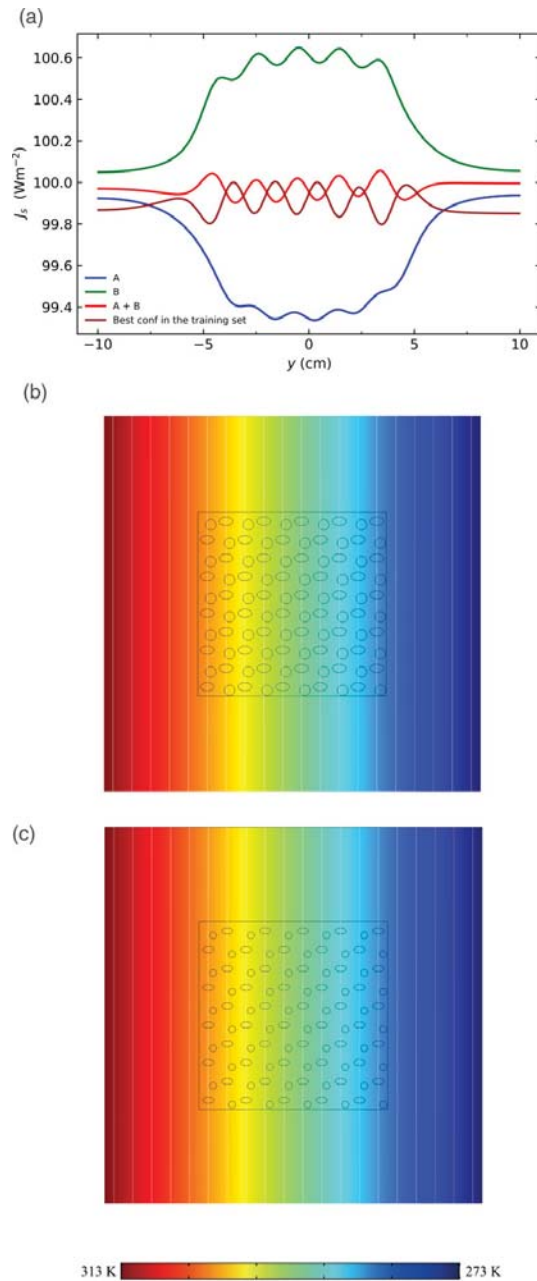 (a)
100.6
100.4
100.2
100.0
99.8
99.6
99.4
Jₛ (Wm⁻²)
A
B
A + B
Best conf in the training set
−10
−5
0
5
10
y (cm)
(b)
(c)
313 K
273 K